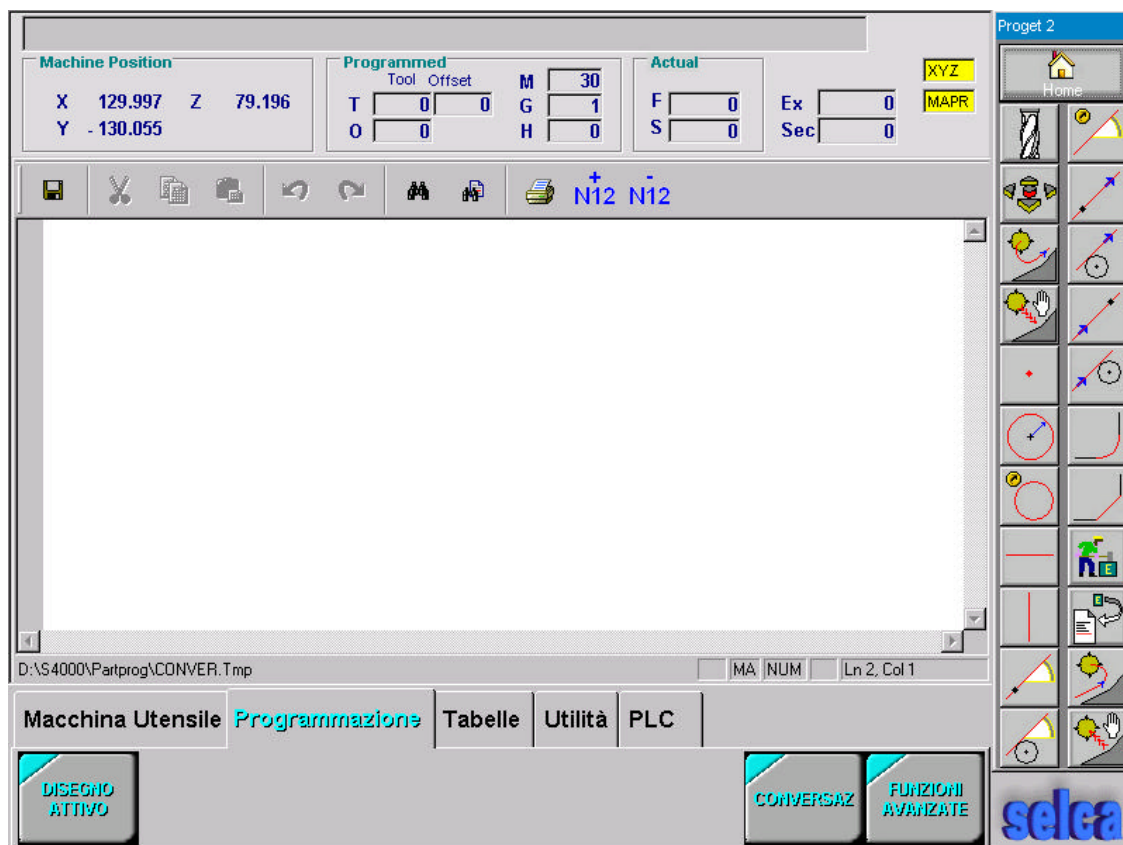 Proget 2
Machine Position
Programmed
Actual
Tool Offset
M 30
XYZ
Home
X 129.997 Z 79.196
T 0 0
G 1
F 0
Ex 0
MAPR
Y - 130.055
O 0
H 0
S 0
Sec 0
+ -
N12 N12
E
E
D:\S4000\Partprog\CONVER.Tmp
MA NUM Ln 2, Col 1
Macchina Utensile Programmazione Tabelle Utilità PLC
DISEGNO
ATTIVO
CONVERSAZ
FUNZIONI
AVANZATE
selca